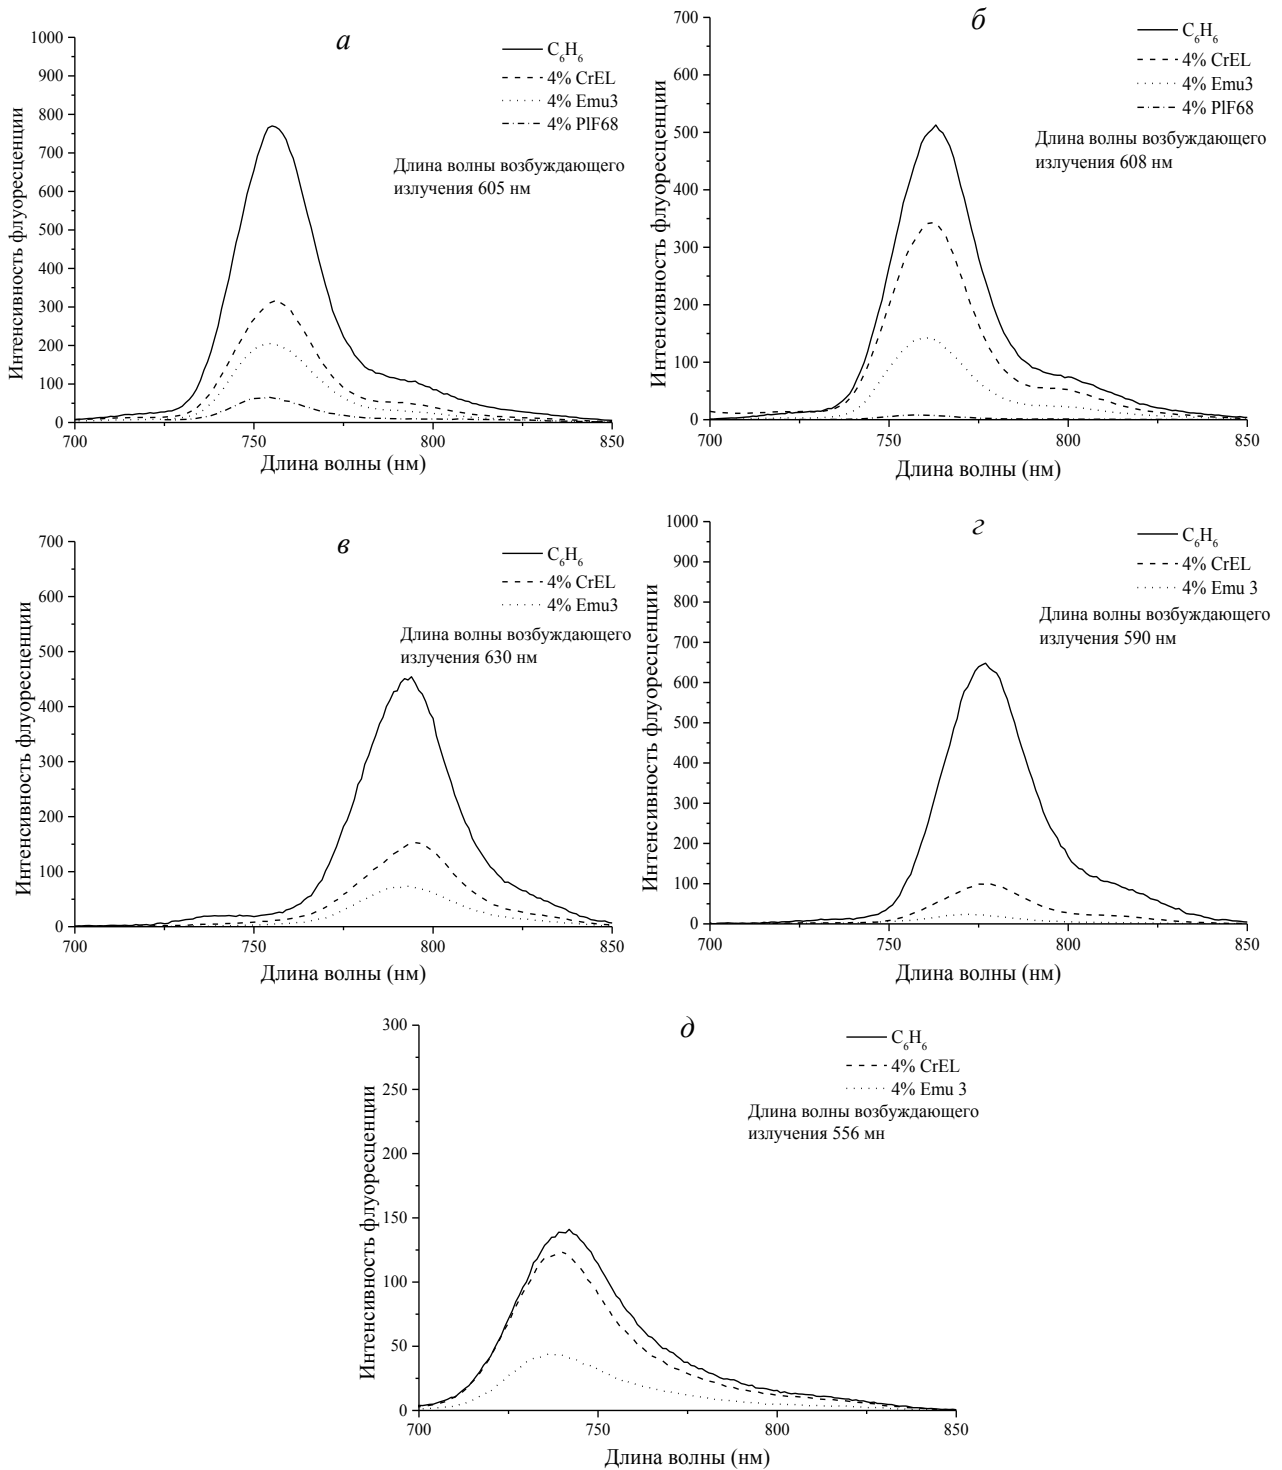 а
1000
900
800
700
600
500
400
300
200
100
0
700
750
800
850
Интенсивность флуоресценции
Длина волны (нм)
C6H6
4% CrEL
4% Emu3
4% PlF68
Длина волны возбуждающего
излучения 605 нм
б
700
600
500
400
300
200
100
0
700
750
800
850
Интенсивность флуоресценции
Длина волны (нм)
C6H6
4% CrEL
4% Emu3
4% PlF68
Длина волны возбуждающего
излучения 608 нм
в
700
600
500
400
300
200
100
0
700
750
800
850
Интенсивность флуоресценции
Длина волны (нм)
C6H6
4% CrEL
4% Emu3
Длина волны возбуждающего
излучения 630 нм
г
1000
900
800
700
600
500
400
300
200
100
0
700
750
800
850
Интенсивность флуоресценции
Длина волны (нм)
C6H6
4% CrEL
4% Emu 3
Длина волны возбуждающего
излучения 590 нм
д
300
250
200
150
100
50
0
700
750
800
850
Интенсивность флуоресценции
Длина волны (нм)
C6H6
4% CrEL
4% Emu 3
Длина волны возбуждающего
излучения 556 мн